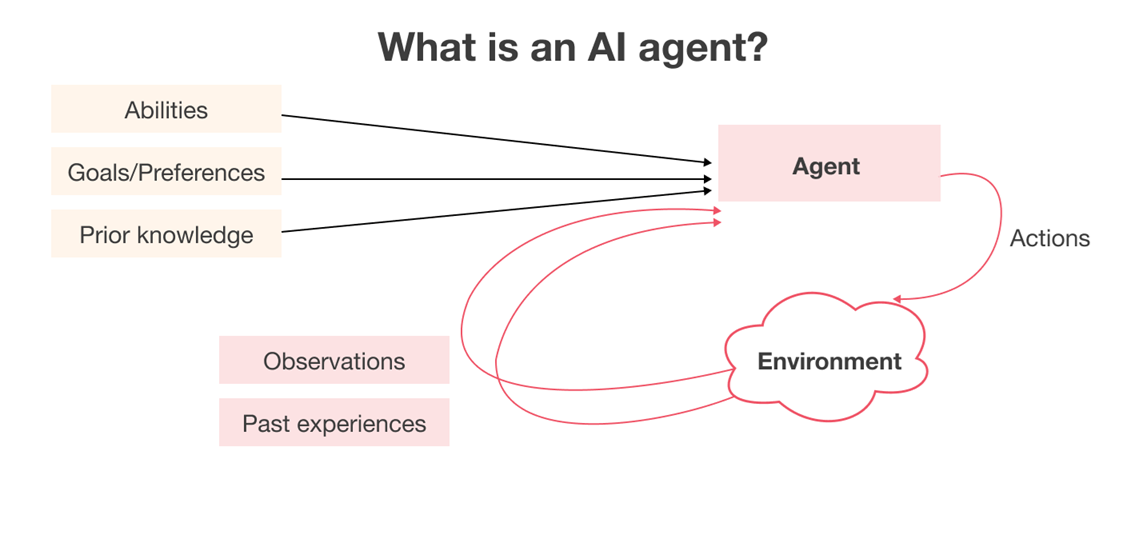 What is an AI agent?
Abilities
Goals/Preferences
Prior knowledge
Agent
Actions
Environment
Observations
Past experiences